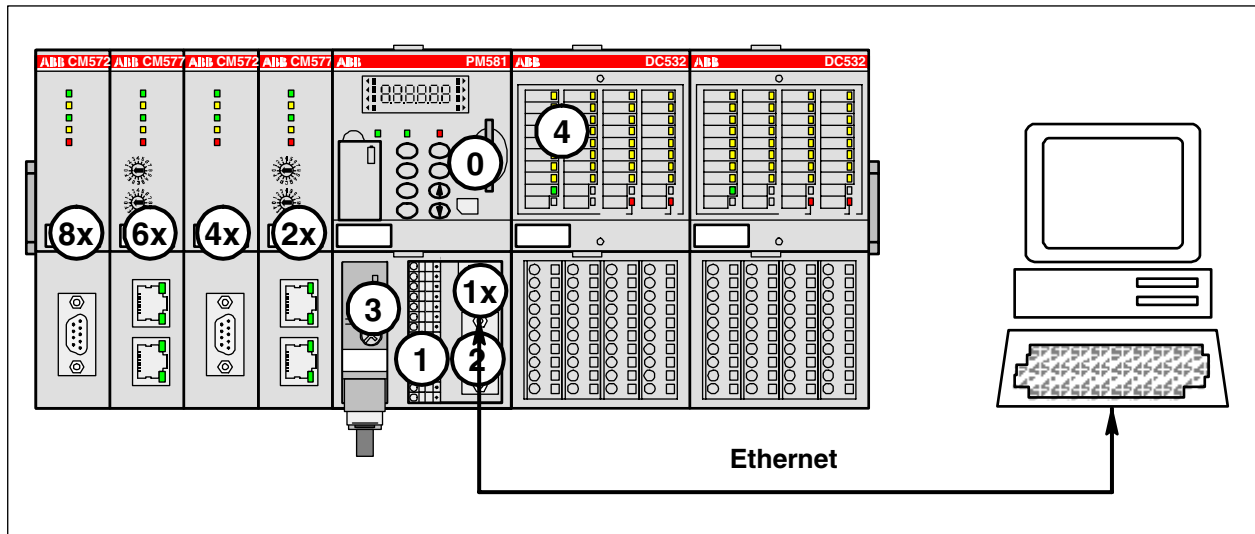 ABB CM572 ABB CM577 ABB CM572 ABB CM577 ABB PM581 ABB DC532 ABB DC532
888888
0
4
8x 6x 4x 2x
1x
3
1 2
Ethernet